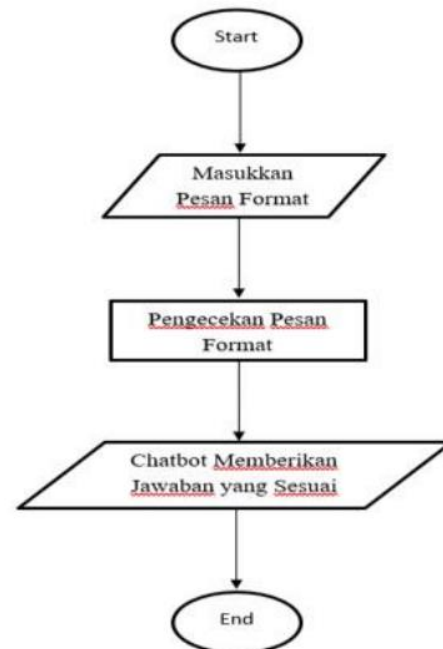 Start
Masukkan
Pesan Format
Pengecekan Pesan
Format
Chatbot Memberikan
Jawaban yang Sesuai
End